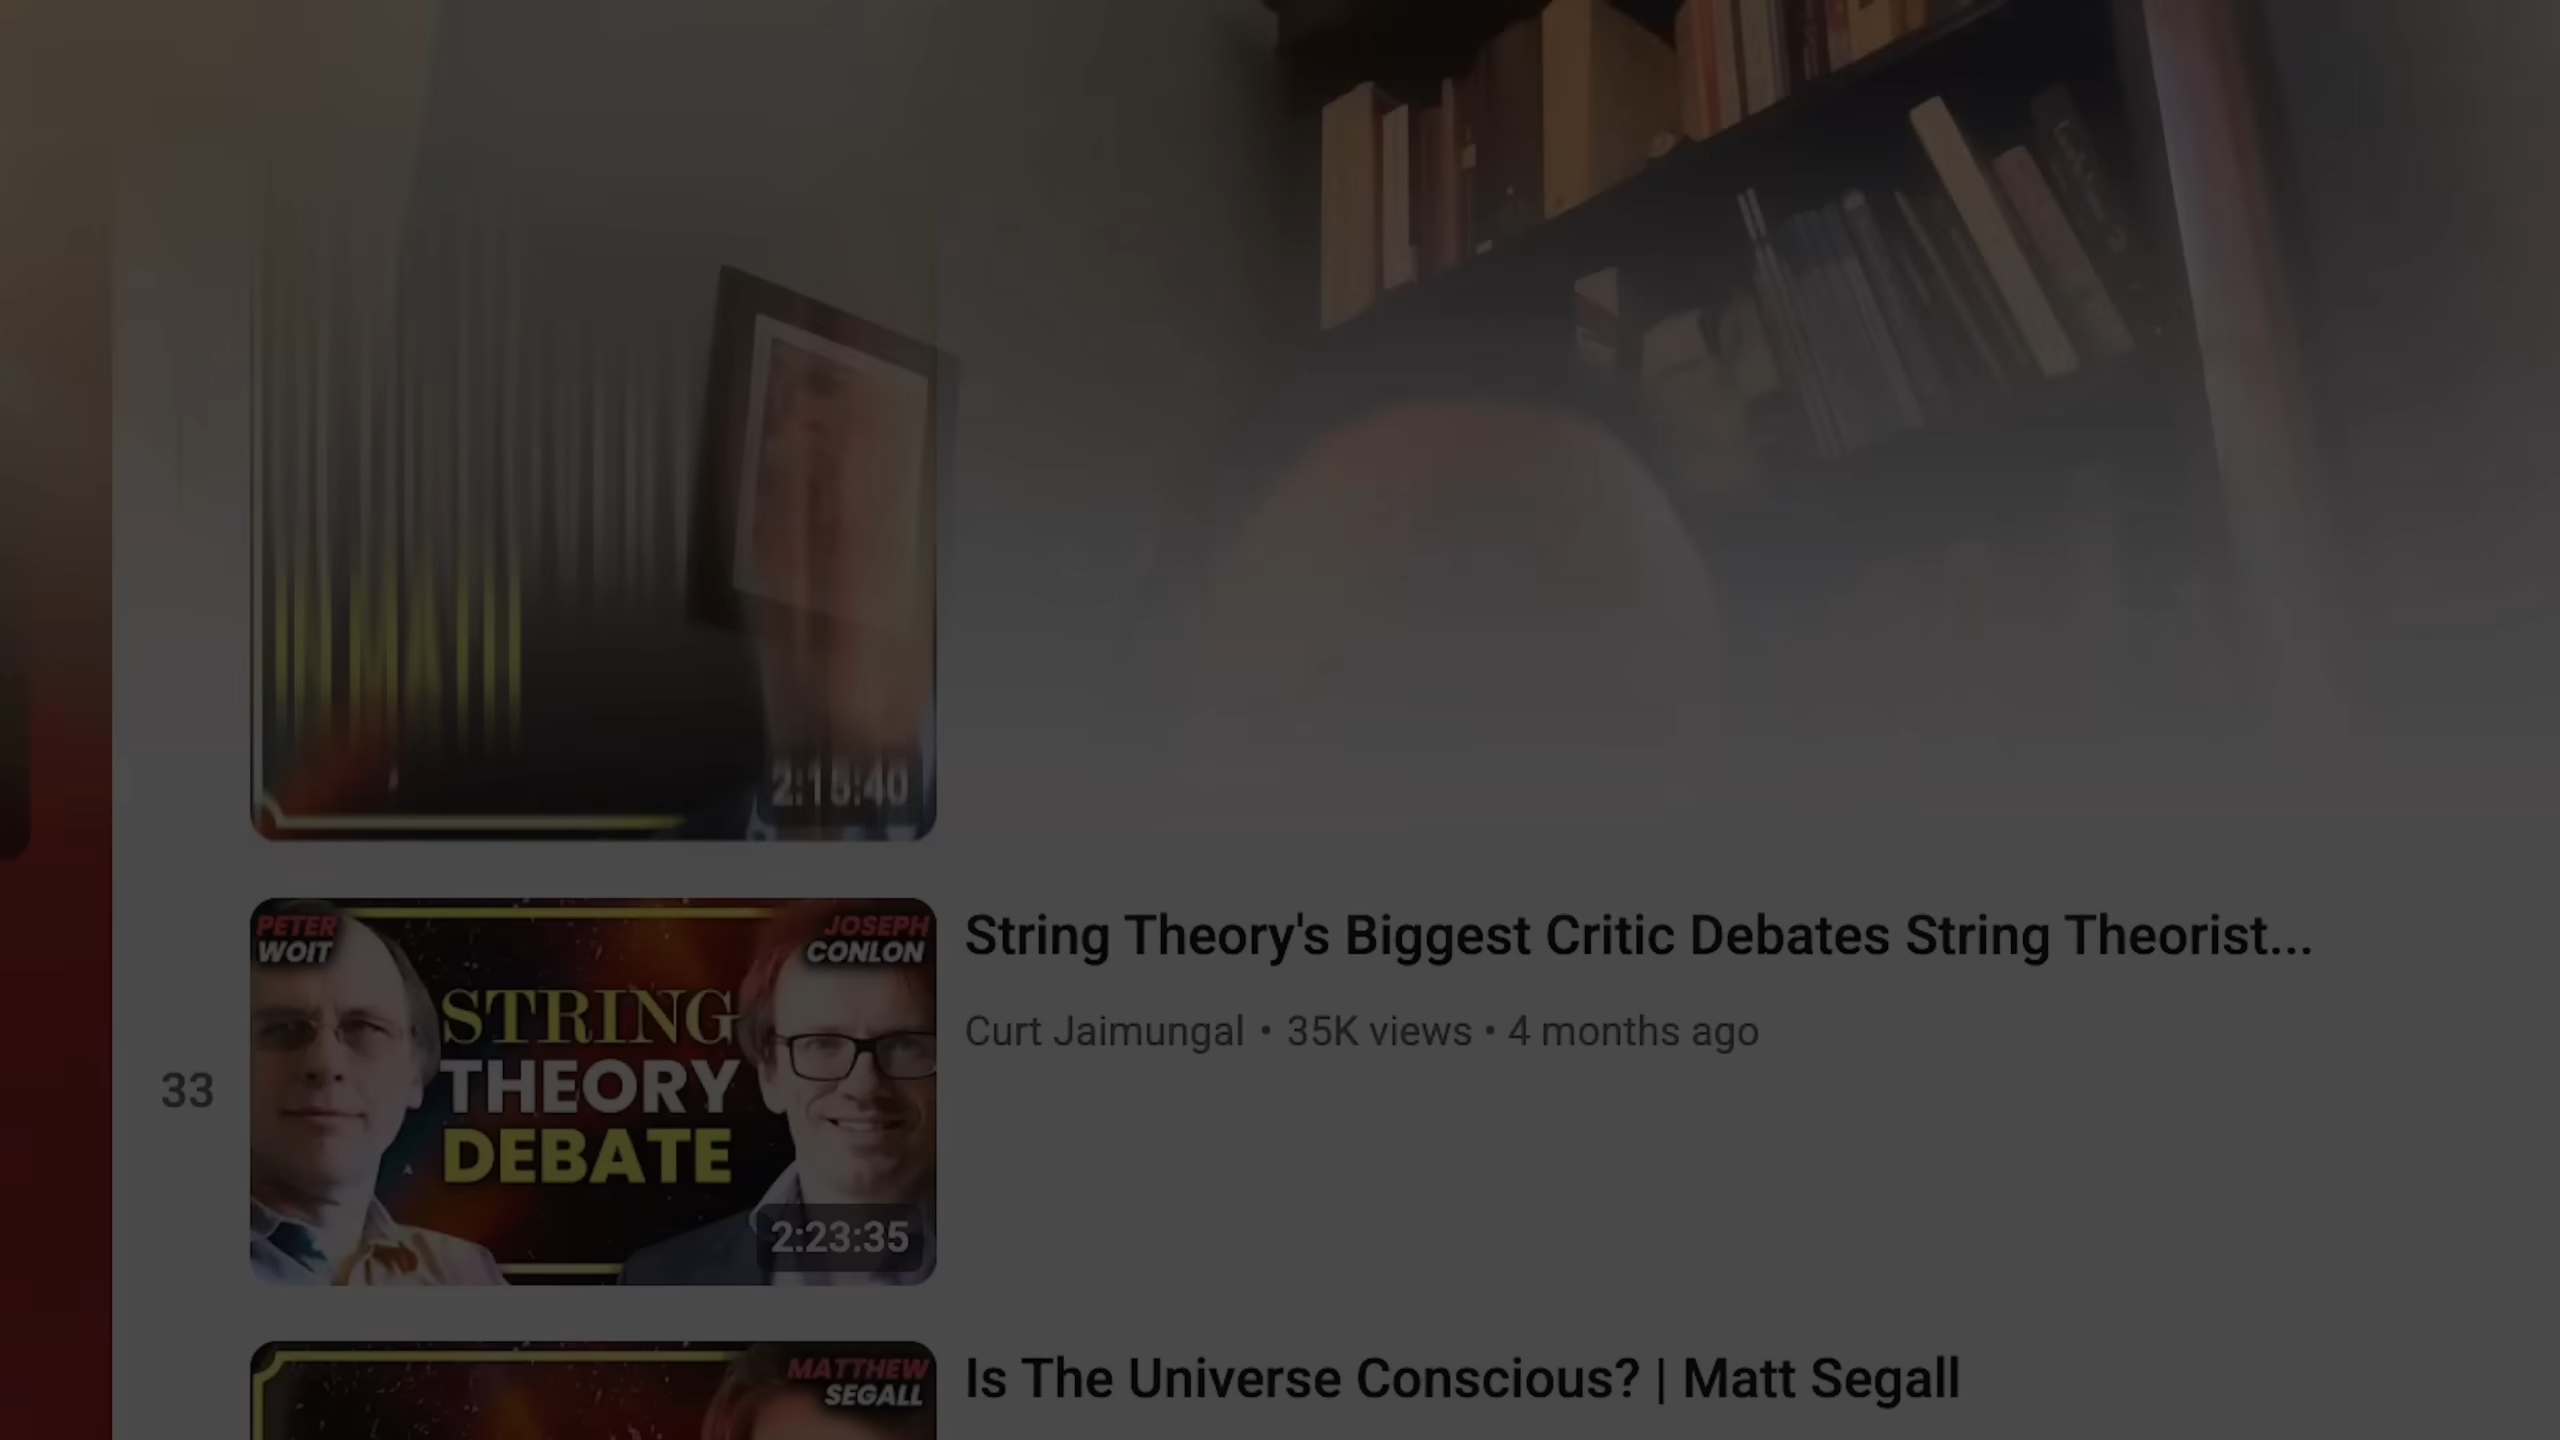 2:15:40
33
PETER
WOIT
JOSEPH
CONLON
STRING
THEORY
DEBATE
2:23:35
String Theory's Biggest Critic Debates String Theorist...
Curt Jaimungal • 35K views • 4 months ago
MATTHEW
SEGALL
Is The Universe Conscious? | Matt Segall